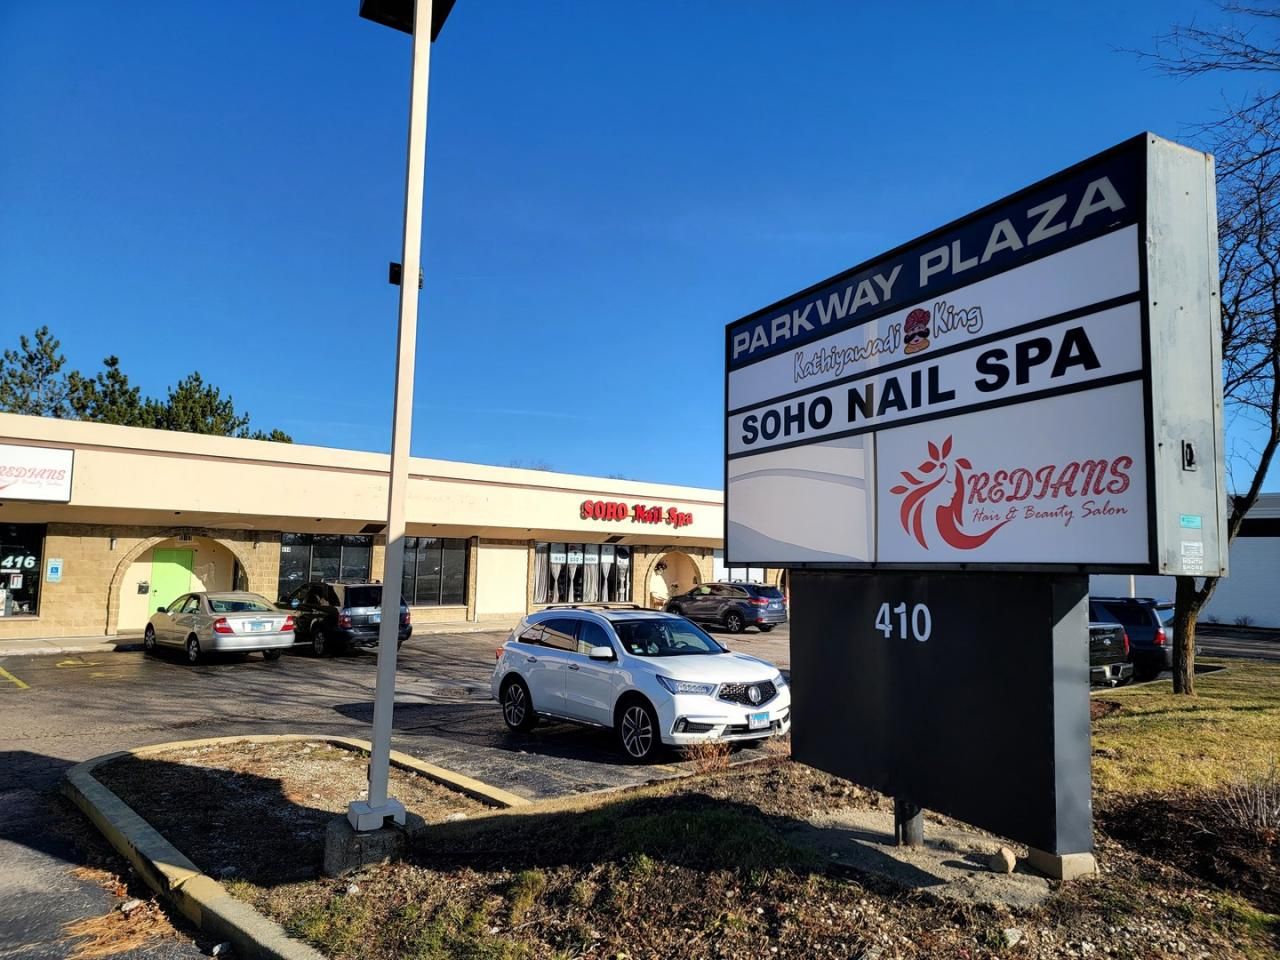 PARKWAY PLAZA
Kathiyawadi King
SOHO NAIL SPA
REDIANS
Hair & Beauty Salon
410
REDIANS
Beauty Salon
SOHO Nail Spa
416